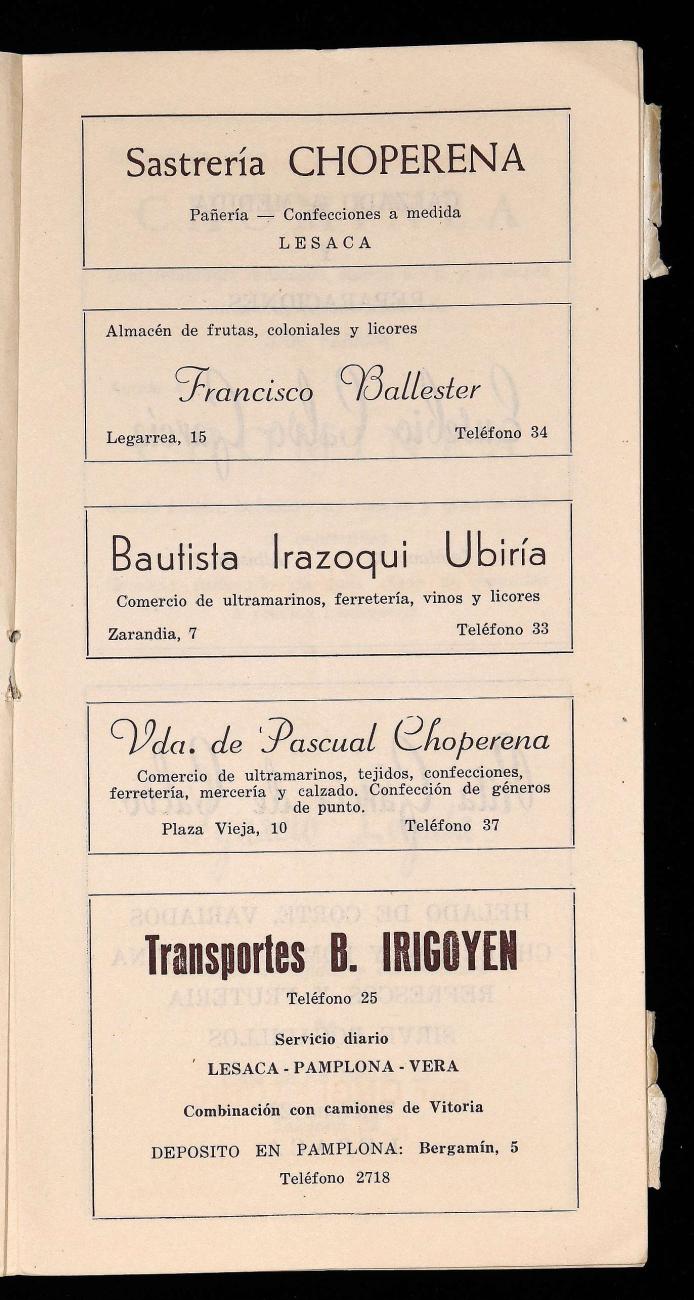 Sastrería CHOPERENA
Pañería — Confecciones a medida
LESACA
Almacén de frutas, coloniales y licores
Francisco Ballester
Legarrea, 15 Teléfono 34
Bautista Irazoqui Ubiría
Comercio de ultramarinos, ferretería, vinos y licores
Zarandia, 7 Teléfono 33
Vda. de Pascual Choperena
Comercio de ultramarinos, tejidos, confecciones,
ferretería, mercería y calzado. Confección de géneros
de punto.
Plaza Vieja, 10 Teléfono 37
Transportes B. IRIGOYEN
Teléfono 25
Servicio diario
LESACA - PAMPLONA - VERA
Combinación con camiones de Vitoria
DEPOSITO EN PAMPLONA: Bergamín, 5
Teléfono 2718